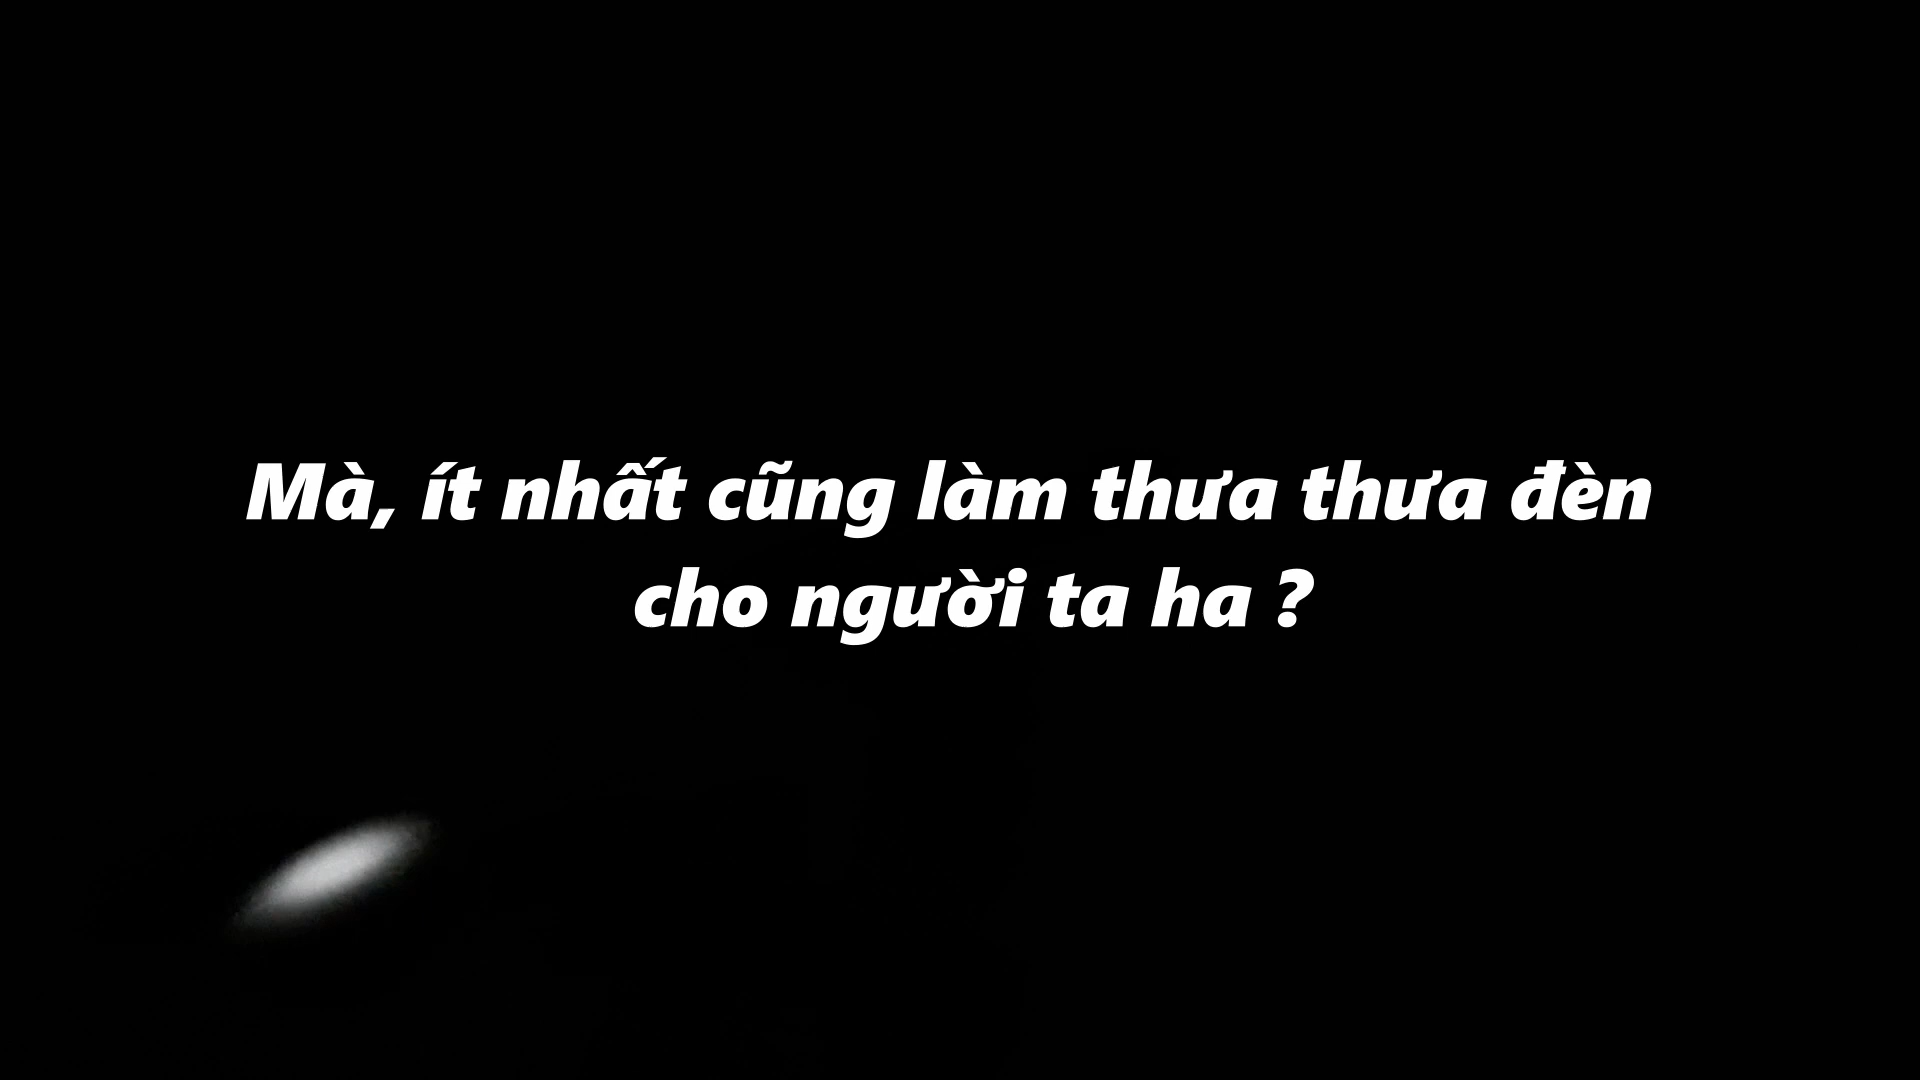 Mà, ít nhất cũng làm thưa thưa đèn
cho người ta ha ?